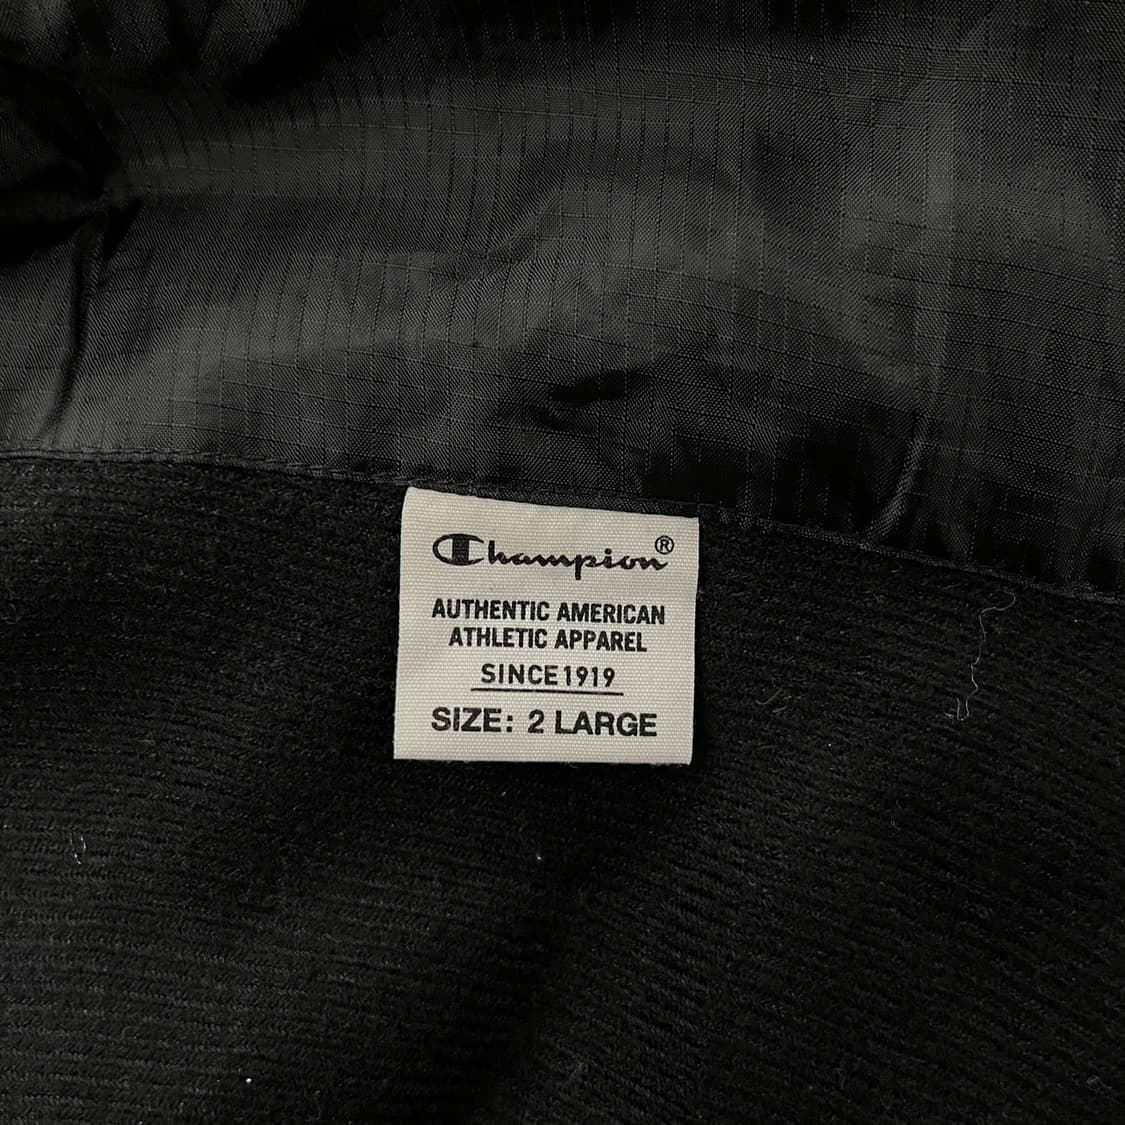 Champion®
AUTHENTIC AMERICAN
ATHLETIC APPAREL
SINCE 1919
SIZE: 2 LARGE